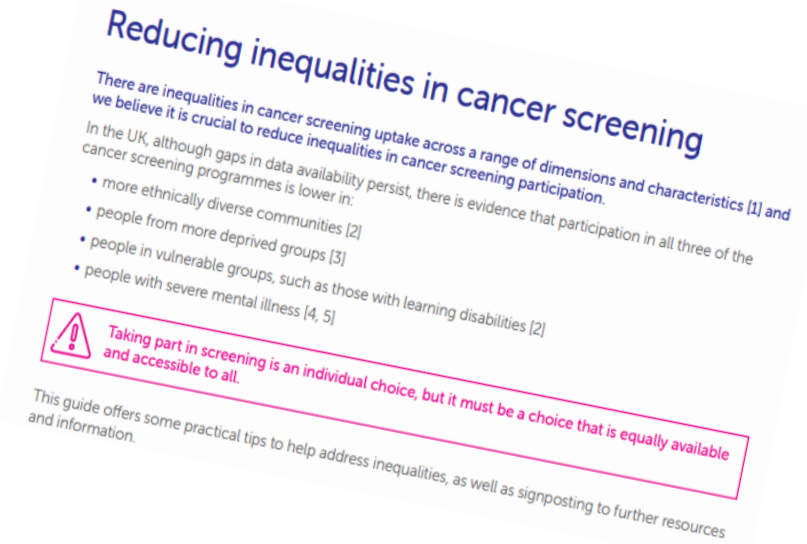 Reducing inequalities in cancer screening
There are inequalities in cancer screening uptake across a range of dimensions and characteristics [1] and
we believe it is crucial to reduce inequalities in cancer screening participation.
In the UK, although gaps in data availability persist, there is evidence that participation in all three of the
cancer screening programmes is lower in:
• more ethnically diverse communities [2]
• people from more deprived groups [3]
• people in vulnerable groups, such as those with learning disabilities [2]
• people with severe mental illness [4, 5]
Taking part in screening is an individual choice, but it must be a choice that is equally available
and accessible to all.
This guide offers some practical tips to help address inequalities, as well as signposting to further resources
and information.